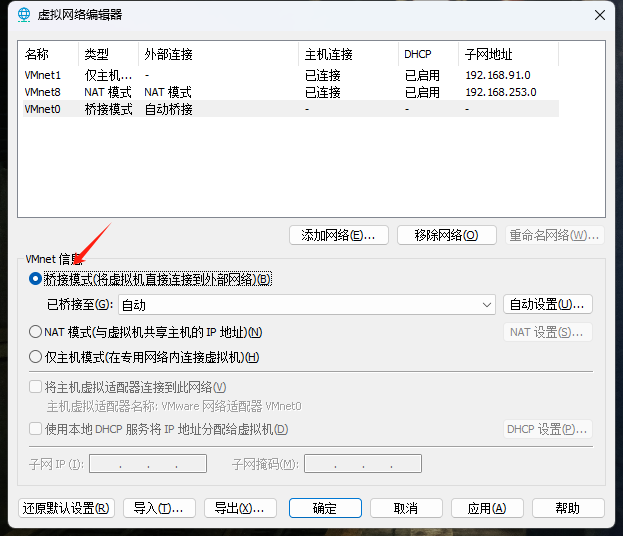 虚拟网络编辑器
名称 类型 外部连接 主机连接 DHCP 子网地址
VMnet1 仅主机... - 已连接 已启用 192.168.91.0
VMnet8 NAT 模式 NAT 模式 已连接 已启用 192.168.253.0
VMnet0 桥接模式 自动桥接 - - -
添加网络(E)... 移除网络(O) 重命名网络(W)...
VMnet 信息
桥接模式(将虚拟机直接连接到外部网络)(B)
已桥接至(G): 自动 自动设置(U)...
NAT 模式(与虚拟机共享主机的 IP 地址)(N) NAT 设置(S)...
仅主机模式(在专用网络内连接虚拟机)(H)
将主机虚拟适配器连接到此网络(V)
主机虚拟适配器名称: VMware 网络适配器 VMnet0
使用本地 DHCP 服务将 IP 地址分配给虚拟机(D) DHCP 设置(P)...
子网 IP (I): . . . 子网掩码(M): . . .
还原默认设置(R) 导入(T)... 导出(X)... 确定 取消 应用(A) 帮助